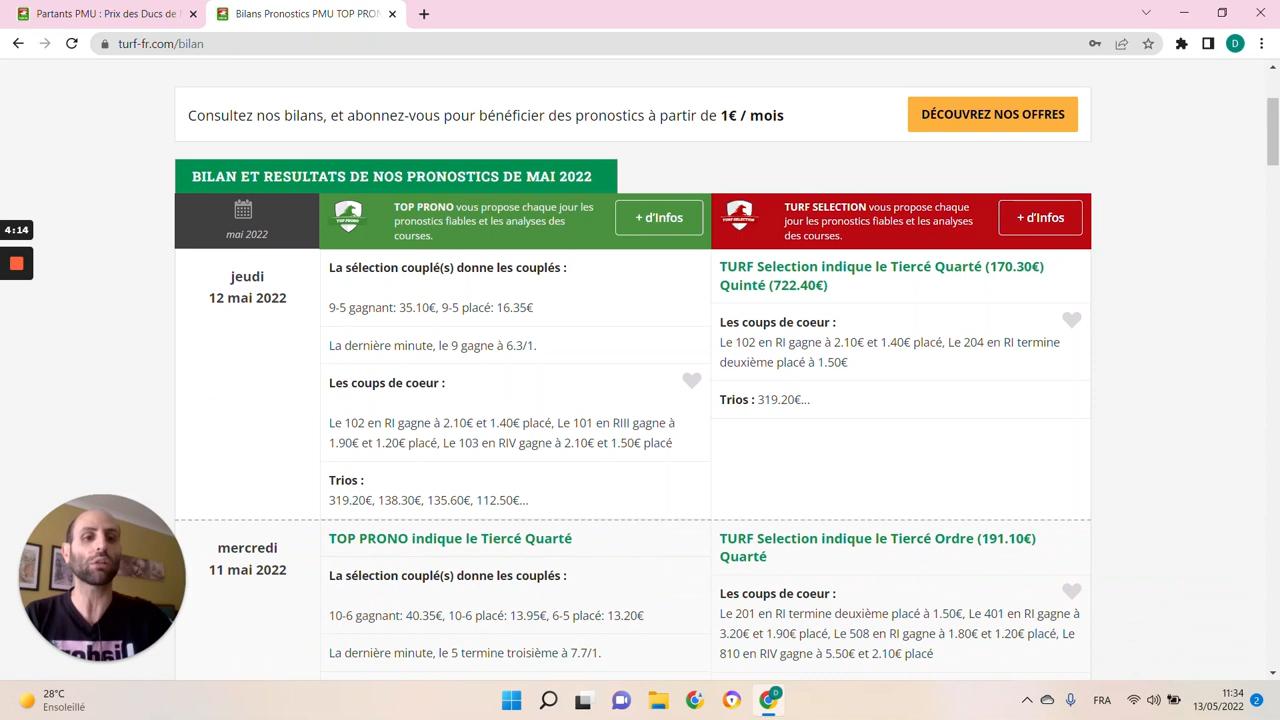 Partants PMU : Prix des Ducs de
Bilans Pronostics PMU TOP PRON
turf-fr.com/bilan
D
Consultez nos bilans, et abonnez-vous pour bénéficier des pronostics à partir de 1€ / mois
DÉCOUVREZ NOS OFFRES
BILAN ET RESULTATS DE NOS PRONOSTICS DE MAI 2022
mai 2022
TOP PRONO
TOP PRONO vous propose chaque jour les
pronostics fiables et les analyses des
courses.
+ d'Infos
TURF SELECTION
TURF SELECTION vous propose chaque
jour les pronostics fiables et les analyses
des courses.
+ d'Infos
4:14
jeudi
12 mai 2022
La sélection couplé(s) donne les couplés :
9-5 gagnant: 35.10€, 9-5 placé: 16.35€
La dernière minute, le 9 gagne à 6.3/1.
Les coups de coeur :
Le 102 en RI gagne à 2.10€ et 1.40€ placé, Le 101 en RIII gagne à
1.90€ et 1.20€ placé, Le 103 en RIV gagne à 2.10€ et 1.50€ placé
Trios :
319.20€, 138.30€, 135.60€, 112.50€...
TURF Selection indique le Tiercé Quarté (170.30€)
Quinté (722.40€)
Les coups de coeur :
Le 102 en RI gagne à 2.10€ et 1.40€ placé, Le 204 en RI termine
deuxième placé à 1.50€
Trios : 319.20€...
mercredi
11 mai 2022
TOP PRONO indique le Tiercé Quarté
La sélection couplé(s) donne les couplés :
10-6 gagnant: 40.35€, 10-6 placé: 13.95€, 6-5 placé: 13.20€
La dernière minute, le 5 termine troisième à 7.7/1.
TURF Selection indique le Tiercé Ordre (191.10€)
Quarté
Les coups de coeur :
Le 201 en RI termine deuxième placé à 1.50€, Le 401 en RI gagne à
3.20€ et 1.90€ placé, Le 508 en RI gagne à 1.80€ et 1.20€ placé, Le
810 en RIV gagne à 5.50€ et 2.10€ placé
28°C
Ensoleillé
D
FRA
11:34
13/05/2022
2